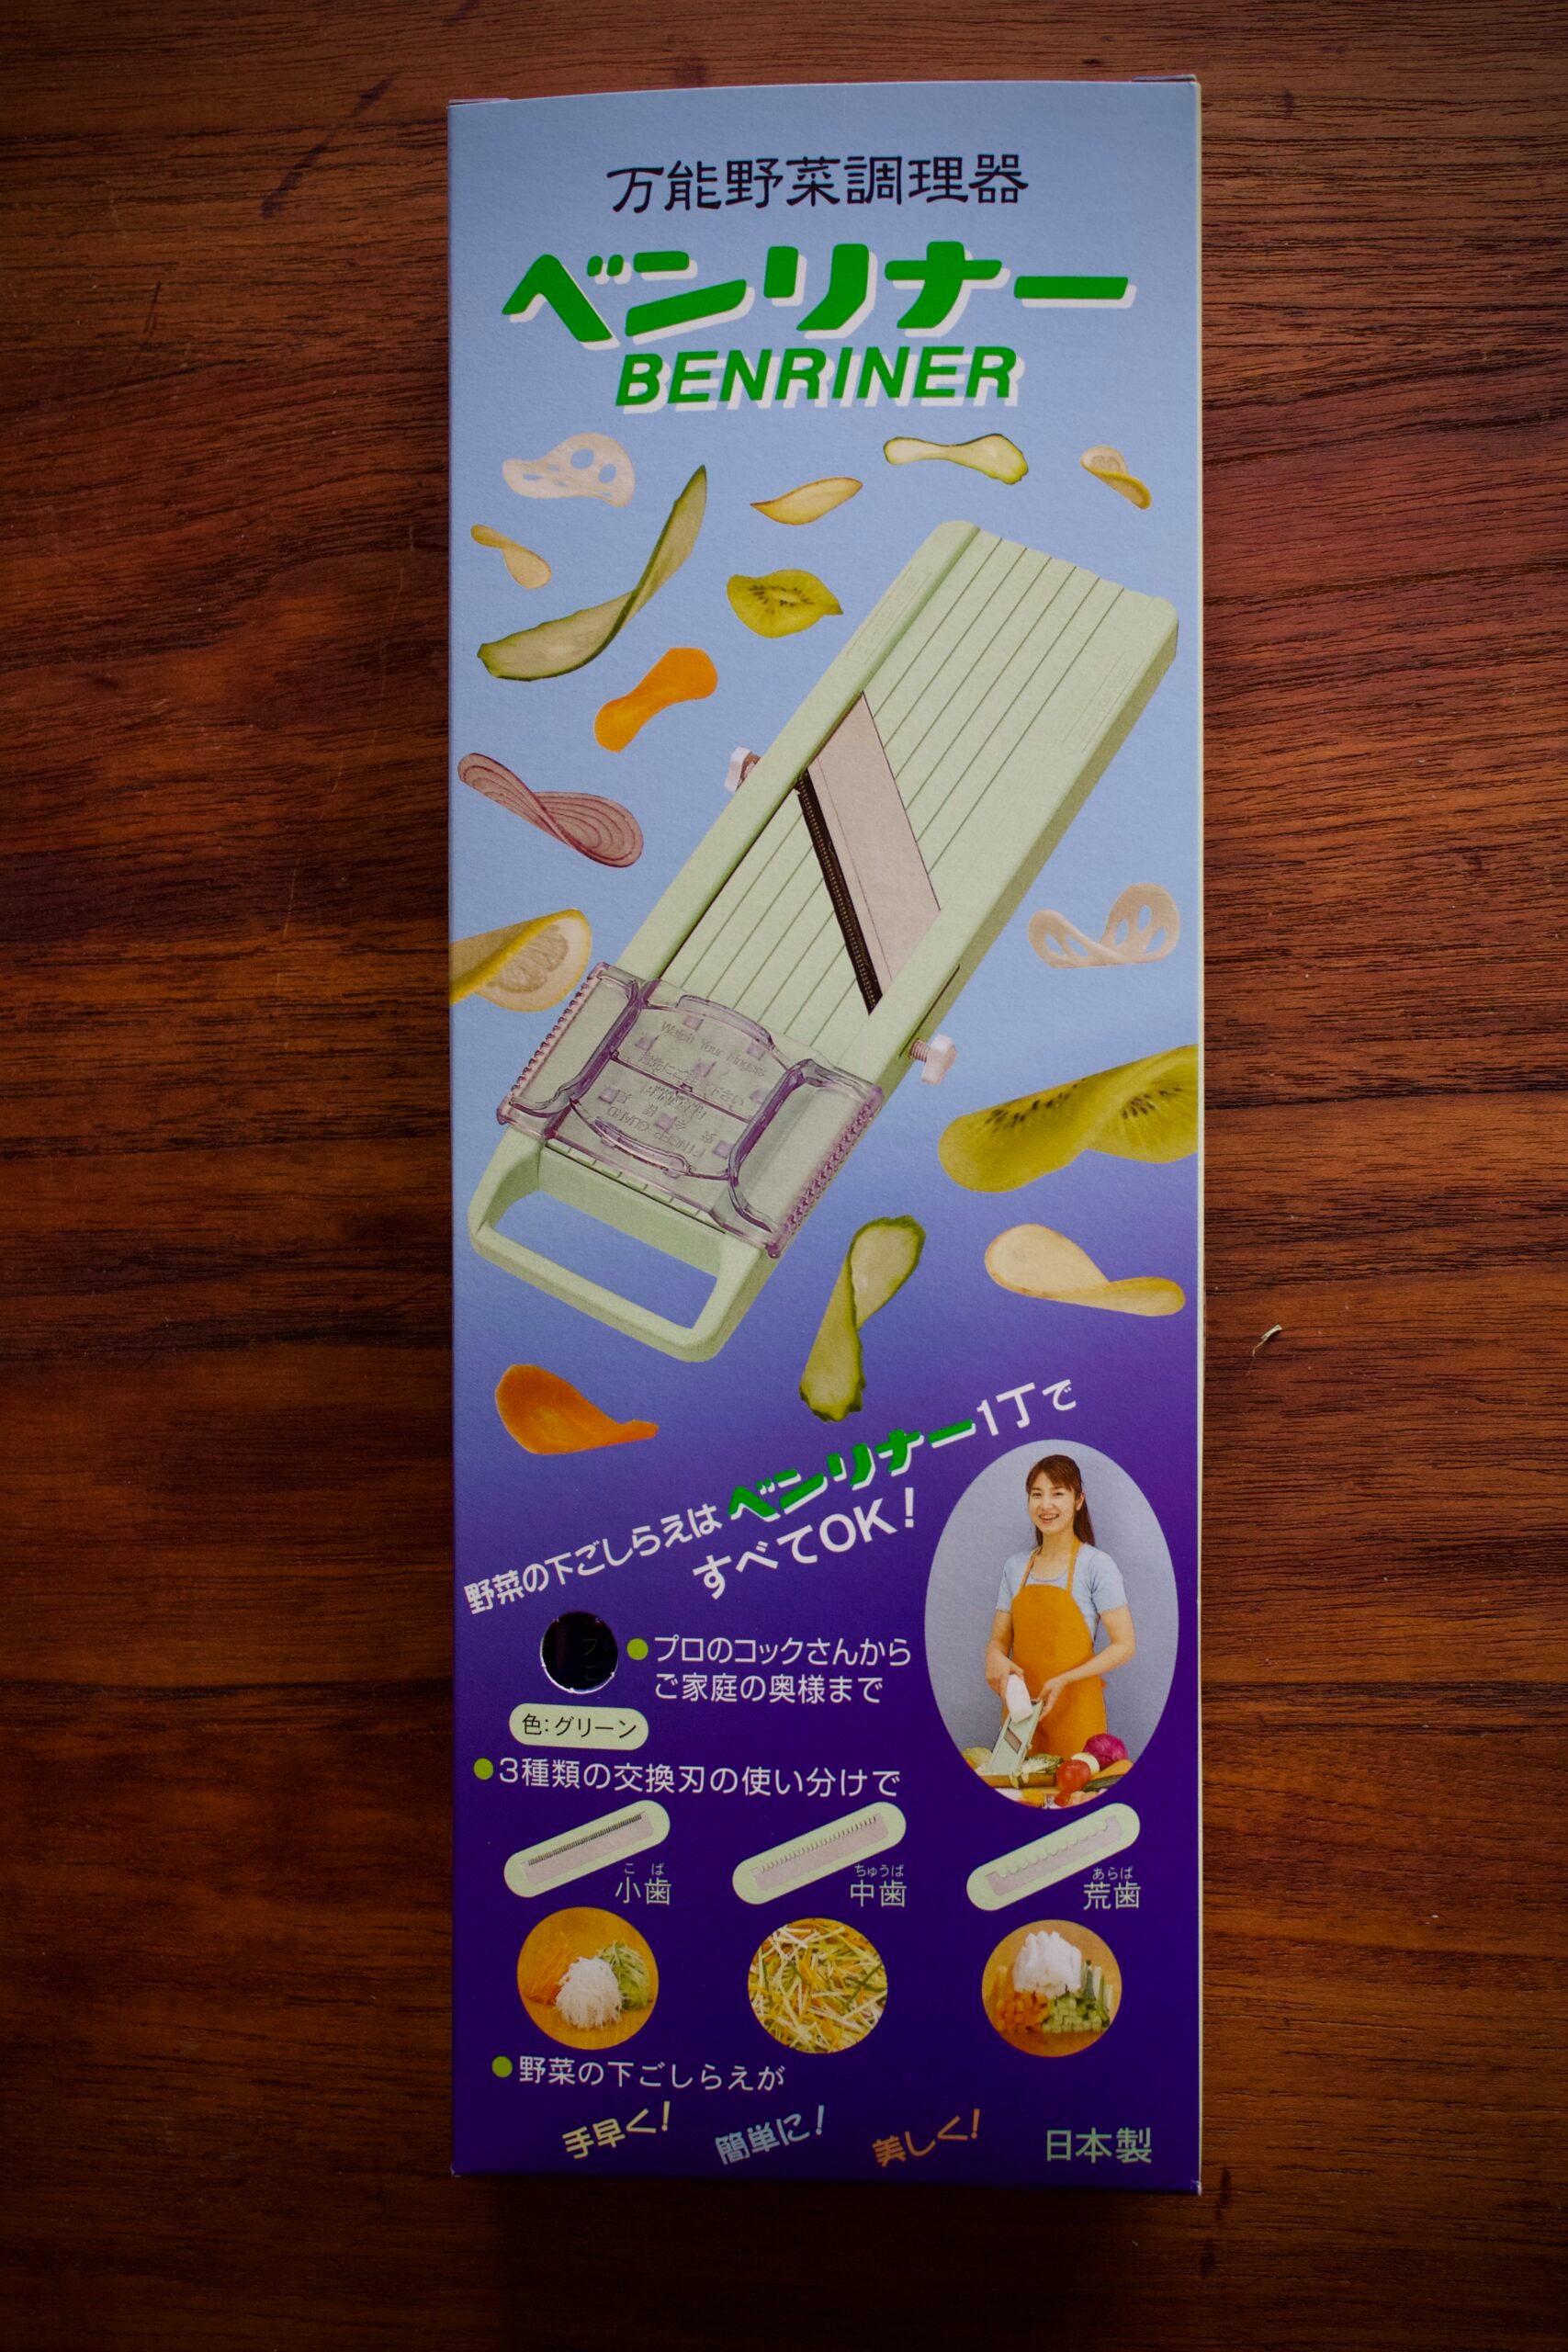 万能野菜調理器
ベンリナー
BENRINER
Watch Your Fingers
野菜の下ごしらえは ベンリナー1丁で
すべてOK!
●プロのコックさんから
ご家庭の奥様まで
色:グリーン
●3種類の交換刃の使い分けで
こ ば
小歯
ちゅうば
中歯
あらば
荒歯
●野菜の下ごしらえが
手早く! 簡単に! 美しく!
日本製